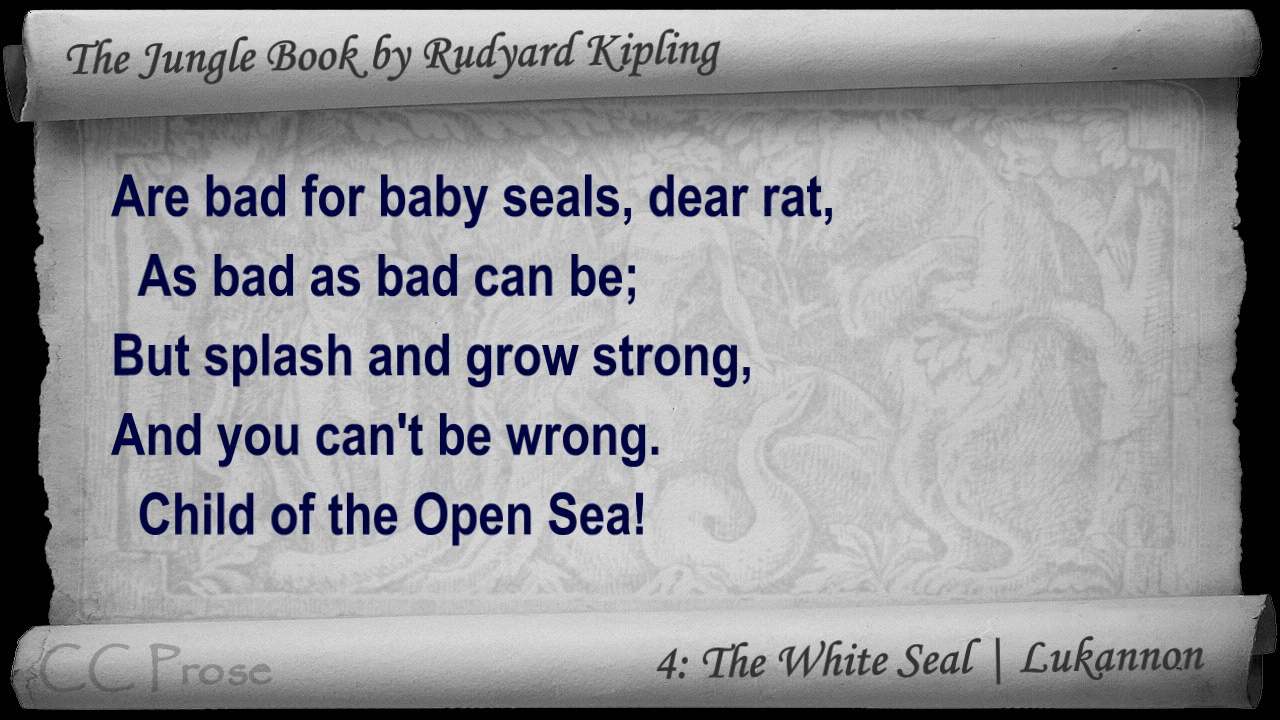 The Jungle Book by Rudyard Kipling
Are bad for baby seals, dear rat,
As bad as bad can be;
But splash and grow strong,
And you can't be wrong.
Child of the Open Sea!
CC Prose
4: The White Seal | Lukannon